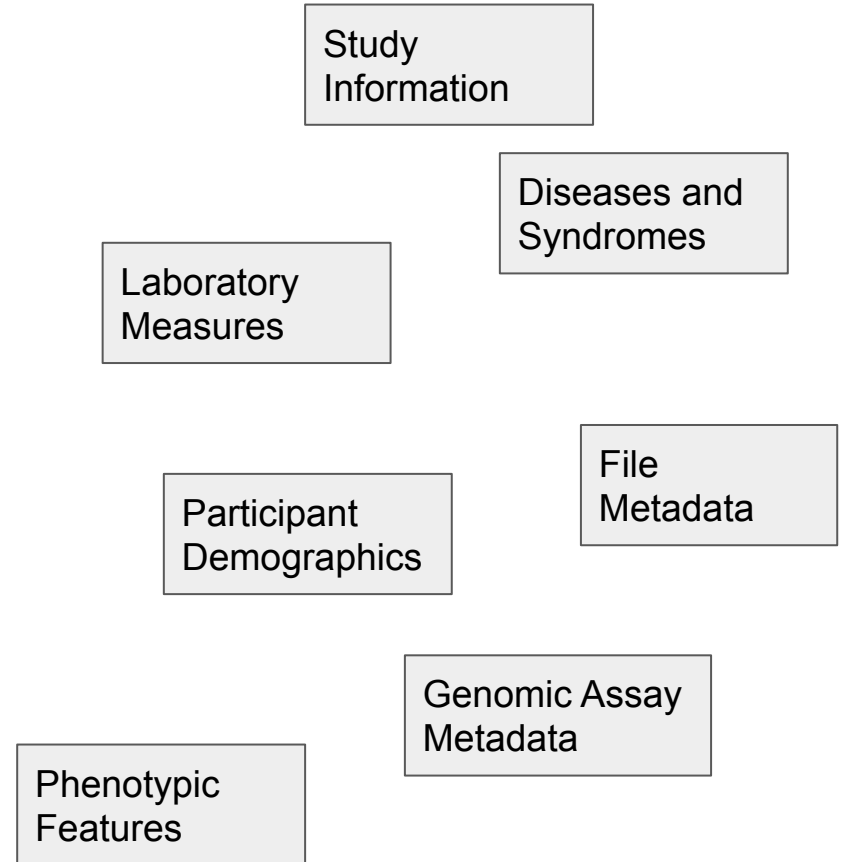 Study
Information
Diseases and
Syndromes
Laboratory
Measures
File
Metadata
Participant
Demographics
Genomic Assay
Metadata
Phenotypic
Features